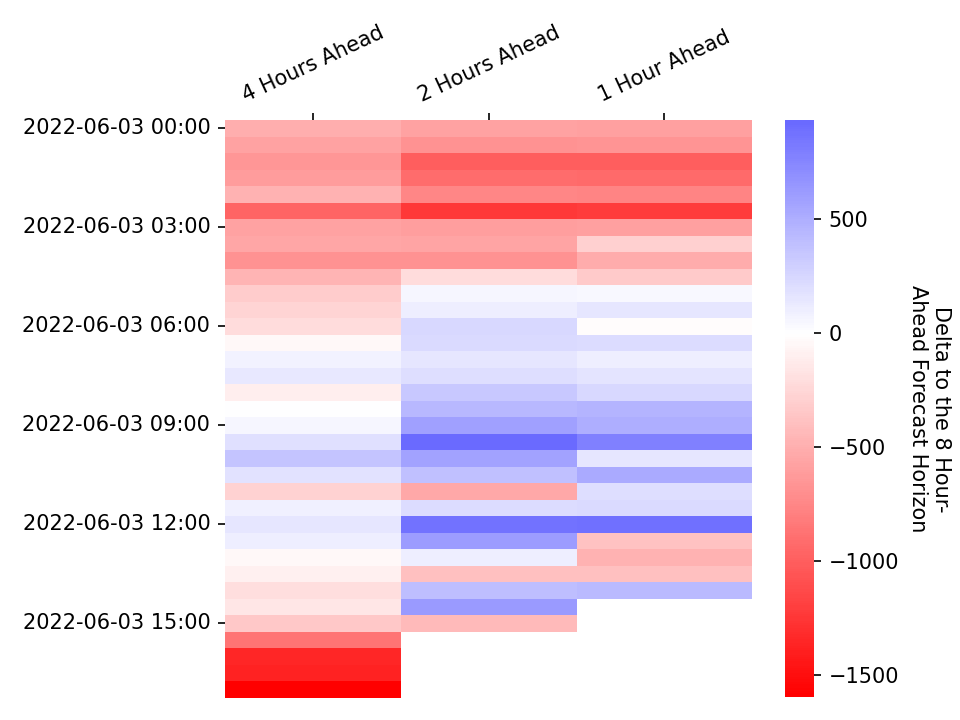 4 Hours Ahead
2 Hours Ahead
1 Hour Ahead
2022-06-03 00:00
2022-06-03 03:00
2022-06-03 06:00
2022-06-03 09:00
2022-06-03 12:00
2022-06-03 15:00
500
0
−500
−1000
−1500
Delta to the 8 Hour-
Ahead Forecast Horizon